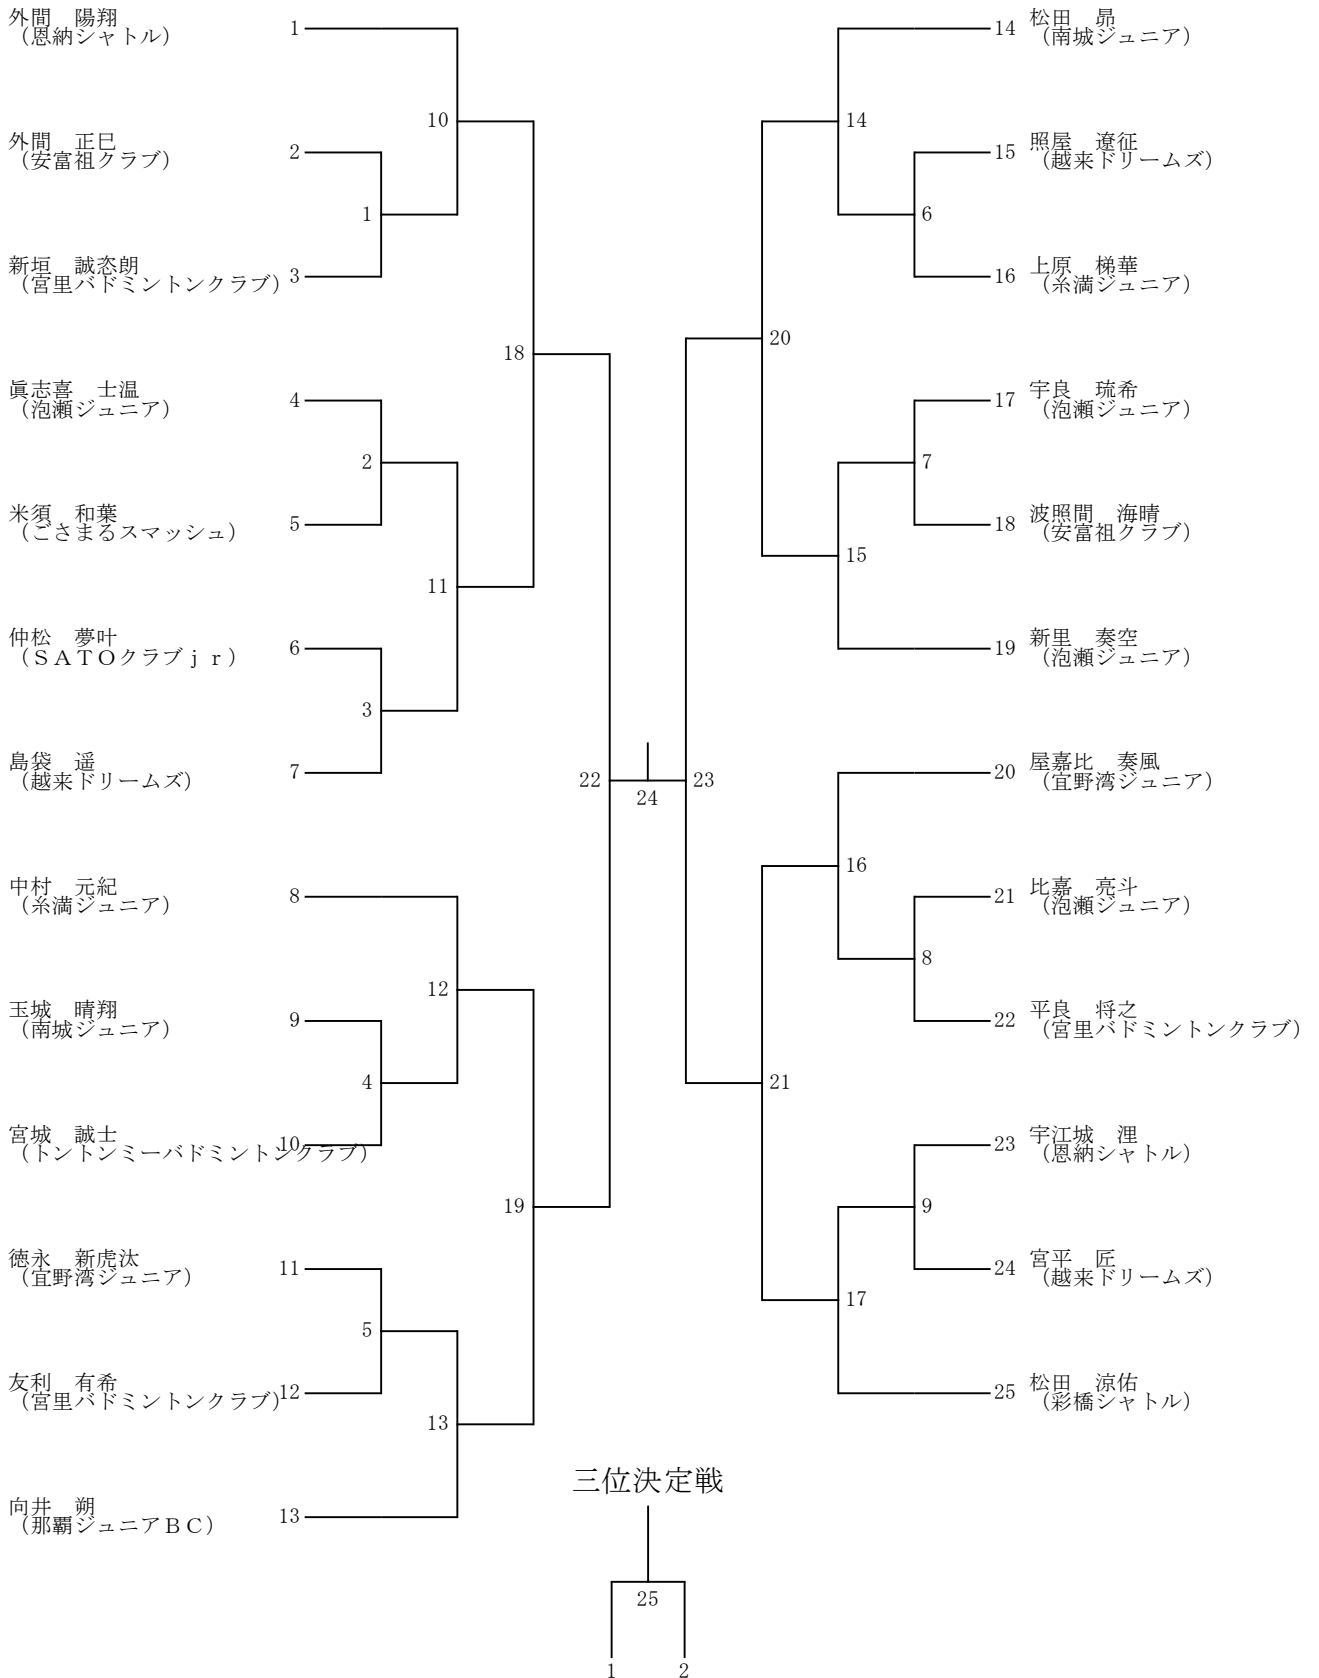 外間　陽翔
（恩納シャトル）
1
10
外間　正巳
（安富祖クラブ）
2
1
新垣　誠恣朗
（宮里バドミントンクラブ）
3
18
眞志喜　士温
（泡瀬ジュニア）
4
2
米須　和葉
（ごさまるスマッシュ）
5
11
仲松　夢叶
（ＳＡＴＯクラブｊｒ）
6
3
島袋　遥
（越来ドリームズ）
7
22
中村　元紀
（糸満ジュニア）
8
12
玉城　晴翔
（南城ジュニア）
9
4
宮城　誠士
（トントンミーバドミントンクラブ）
10
19
徳永　新虎汰
（宜野湾ジュニア）
11
5
友利　有希
（宮里バドミントンクラブ）
12
13
向井　朔
（那覇ジュニアＢＣ）
13
24
14
松田　昴
（南城ジュニア）
14
15
照屋　遼征
（越来ドリームズ）
6
16
上原　梯華
（糸満ジュニア）
20
17
宇良　琉希
（泡瀬ジュニア）
7
18
波照間　海晴
（安富祖クラブ）
15
19
新里　奏空
（泡瀬ジュニア）
23
20
屋嘉比　奏風
（宜野湾ジュニア）
16
21
比嘉　亮斗
（泡瀬ジュニア）
8
22
平良　将之
（宮里バドミントンクラブ）
21
23
宇江城　浬
（恩納シャトル）
9
24
宮平　匠
（越来ドリームズ）
17
25
松田　涼佑
（彩橋シャトル）
三位決定戦
25
1
2